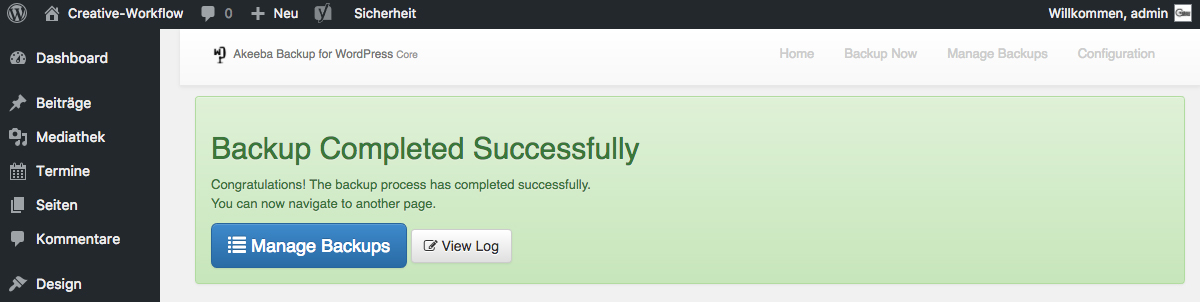 Creative-Workflow 0 Neu Sicherheit Willkommen, admin
Dashboard
Beiträge
Mediathek
Termine
Seiten
Kommentare
Design
Akeeba Backup for WordPress Core
Home Backup Now Manage Backups Configuration
Backup Completed Successfully
Congratulations! The backup process has completed successfully.
You can now navigate to another page.
Manage Backups View Log